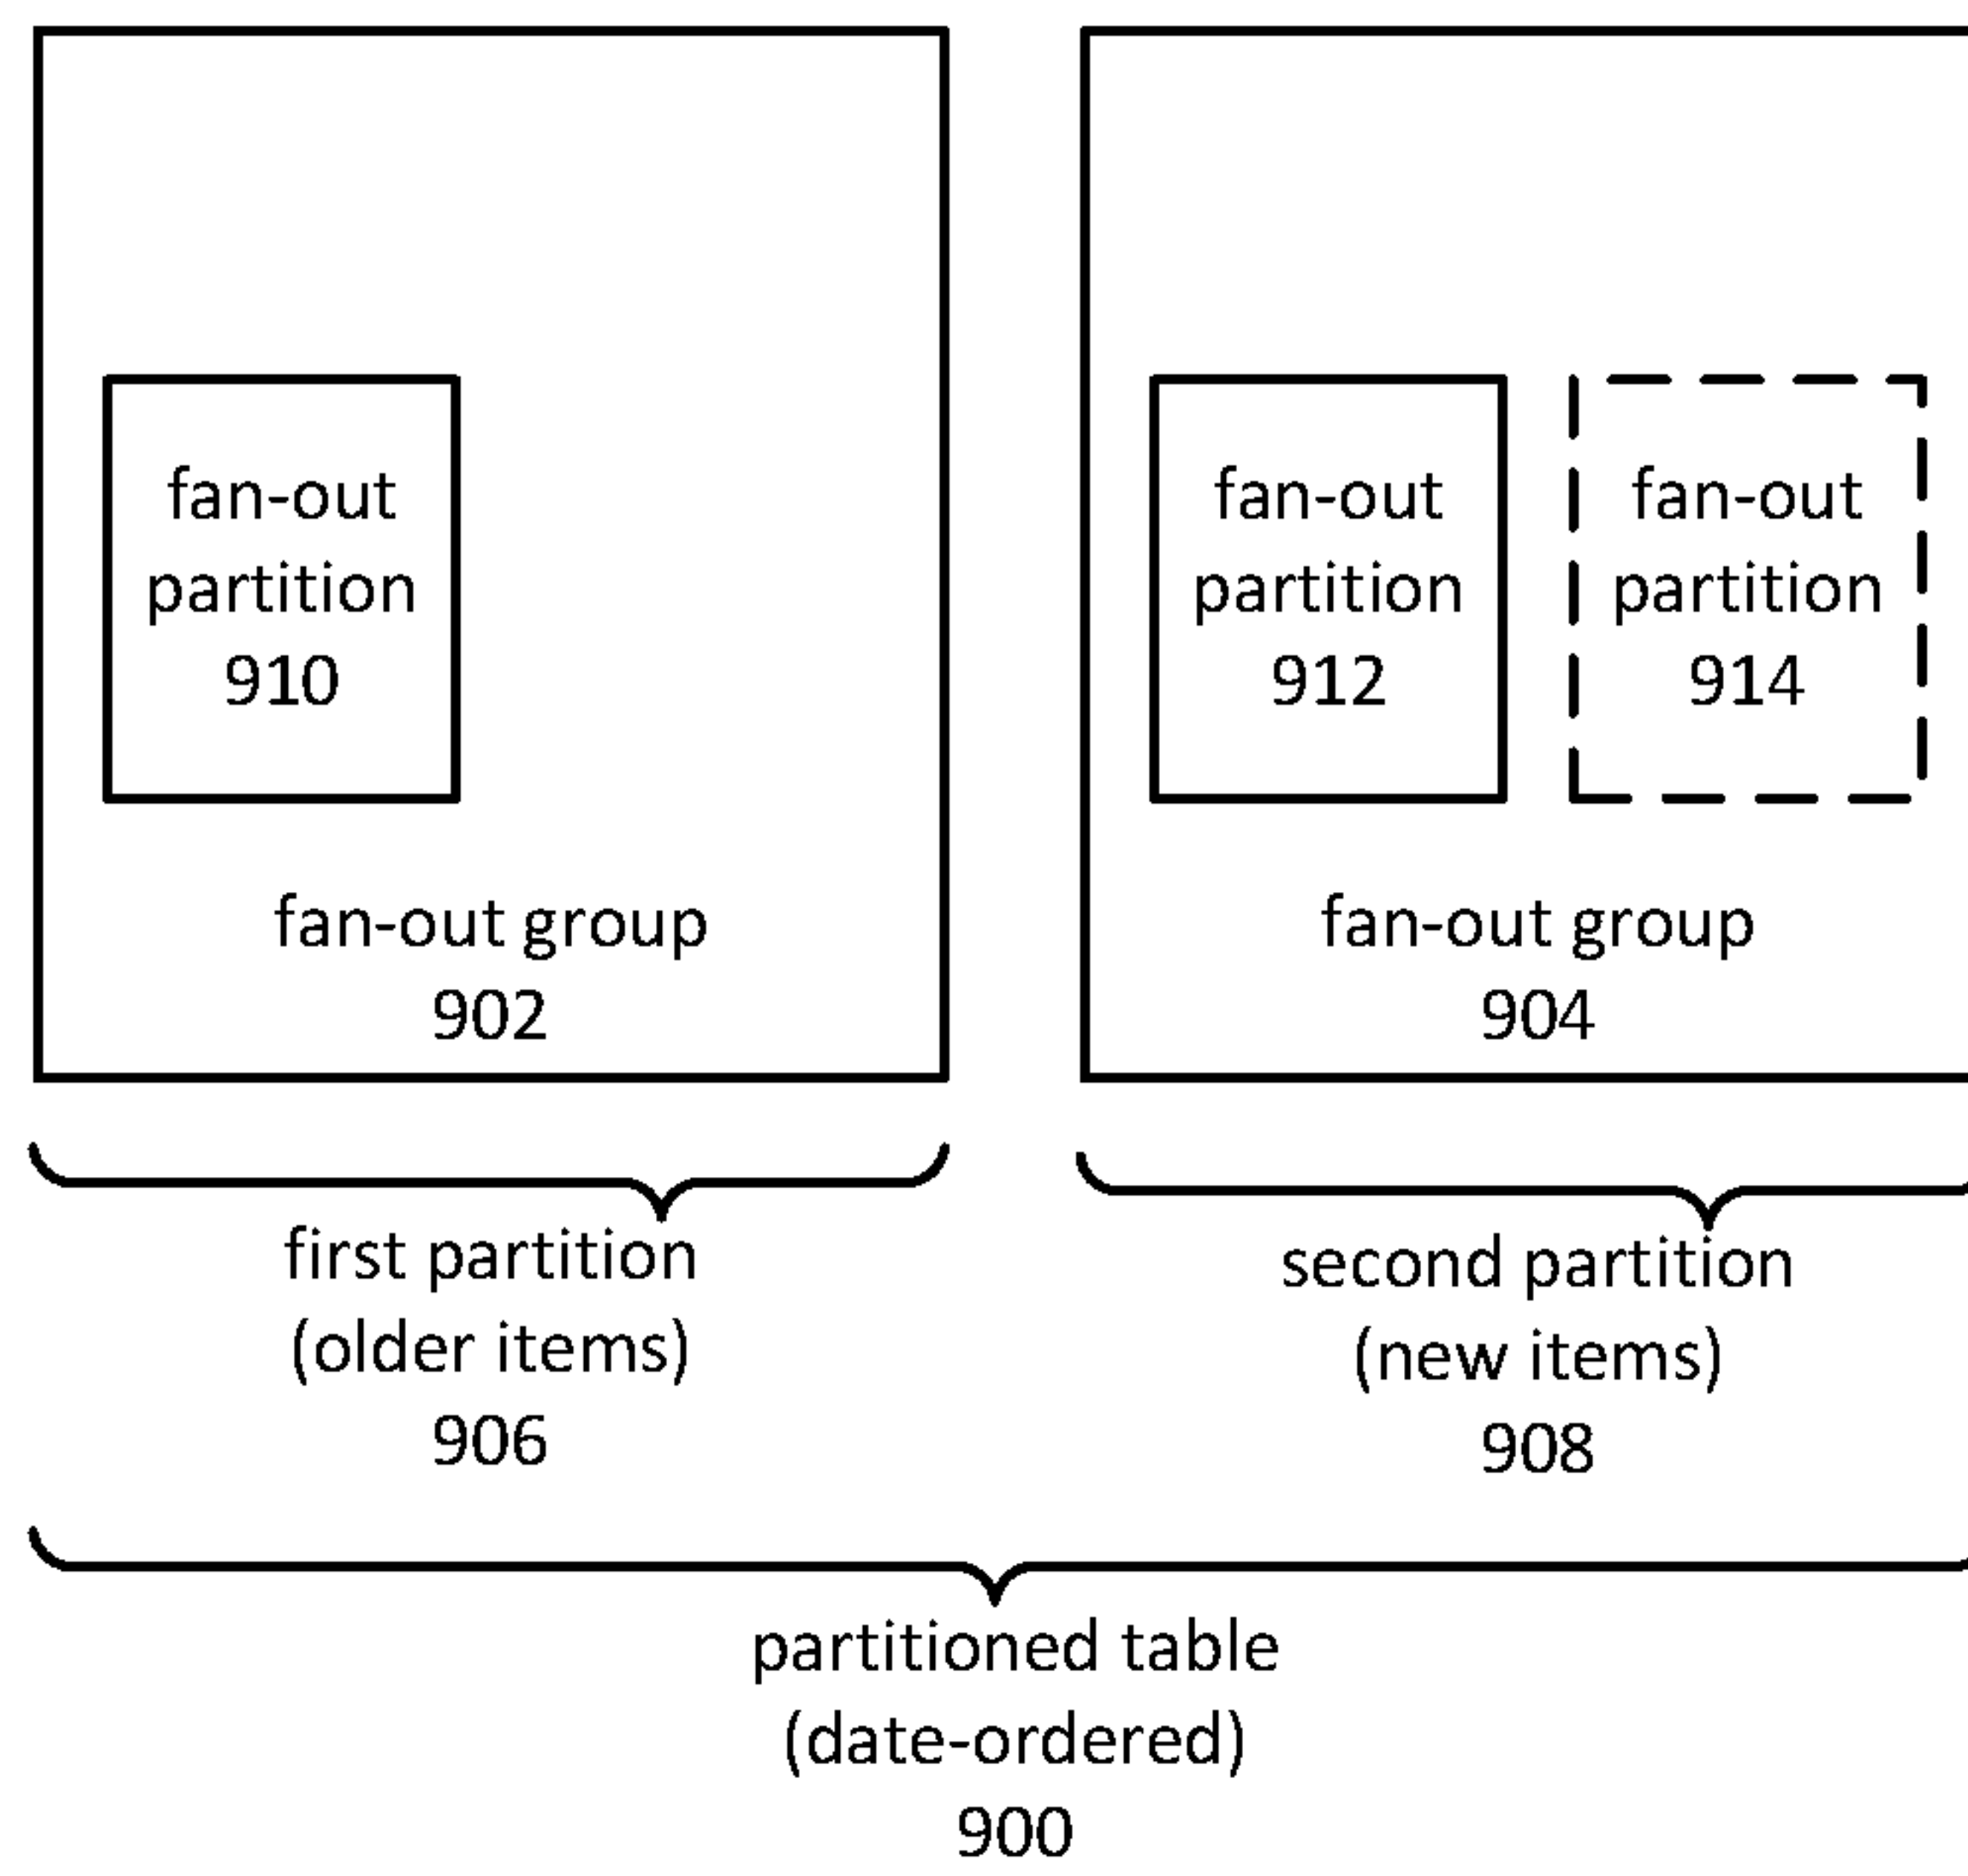 fan-out
partition
910
fan-out group
902
fan-out
partition
912
fan-out
partition
914
fan-out group
904
first partition
(older items)
906
second partition
(new items)
908
partitioned table
(date-ordered)
900